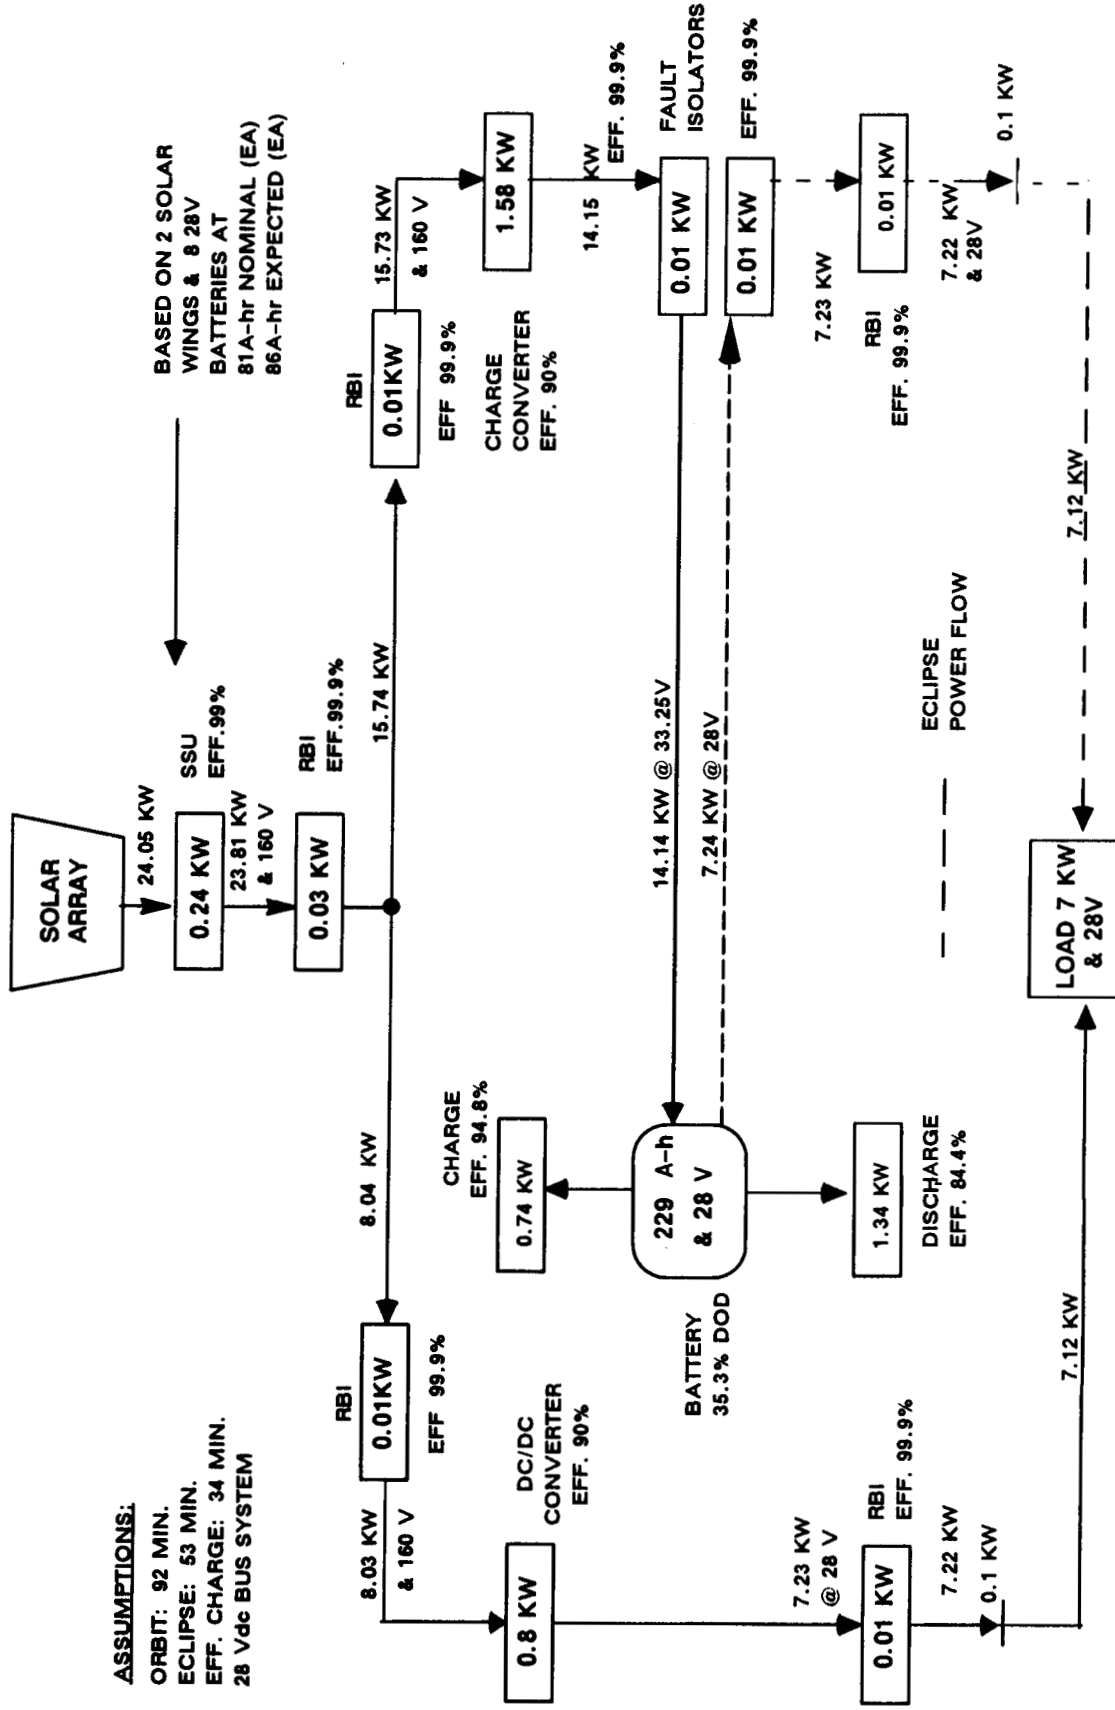 ASSUMPTIONS:
ORBIT: 92 MIN.
ECLIPSE: 53 MIN.
EFF. CHARGE: 34 MIN.
28 Vdc BUS SYSTEM
SOLAR
ARRAY
24.05 KW
0.24 KW
SSU
EFF.99%
23.81 KW
& 160 V
0.03 KW
RBI
EFF.99.9%
BASED ON 2 SOLAR
WINGS & 8 28V
BATTERIES AT
81A-hr NOMINAL (EA)
86A-hr EXPECTED (EA)
8.04 KW
15.74 KW
RBI
0.01KW
EFF 99.9%
8.03 KW
& 160 V
DC/DC
CONVERTER
EFF. 90%
0.8 KW
7.23 KW
@ 28 V
RBI
EFF. 99.9%
0.01 KW
7.22 KW
0.1 KW
7.12 KW
RBI
0.01KW
EFF 99.9%
15.73 KW
& 160 V
CHARGE
CONVERTER
EFF. 90%
1.58 KW
14.15 KW
EFF. 99.9%
0.01 KW
FAULT
ISOLATORS
0.01 KW
EFF. 99.9%
14.14 KW @ 33.25V
7.24 KW @ 28V
CHARGE
EFF. 94.8%
0.74 KW
229 A-h
& 28 V
BATTERY
35.3% DOD
1.34 KW
DISCHARGE
EFF. 84.4%
7.23 KW
RBI
EFF. 99.9%
0.01 KW
7.22 KW
& 28V
0.1 KW
7.12 KW
ECLIPSE
POWER FLOW
LOAD 7 KW
& 28V